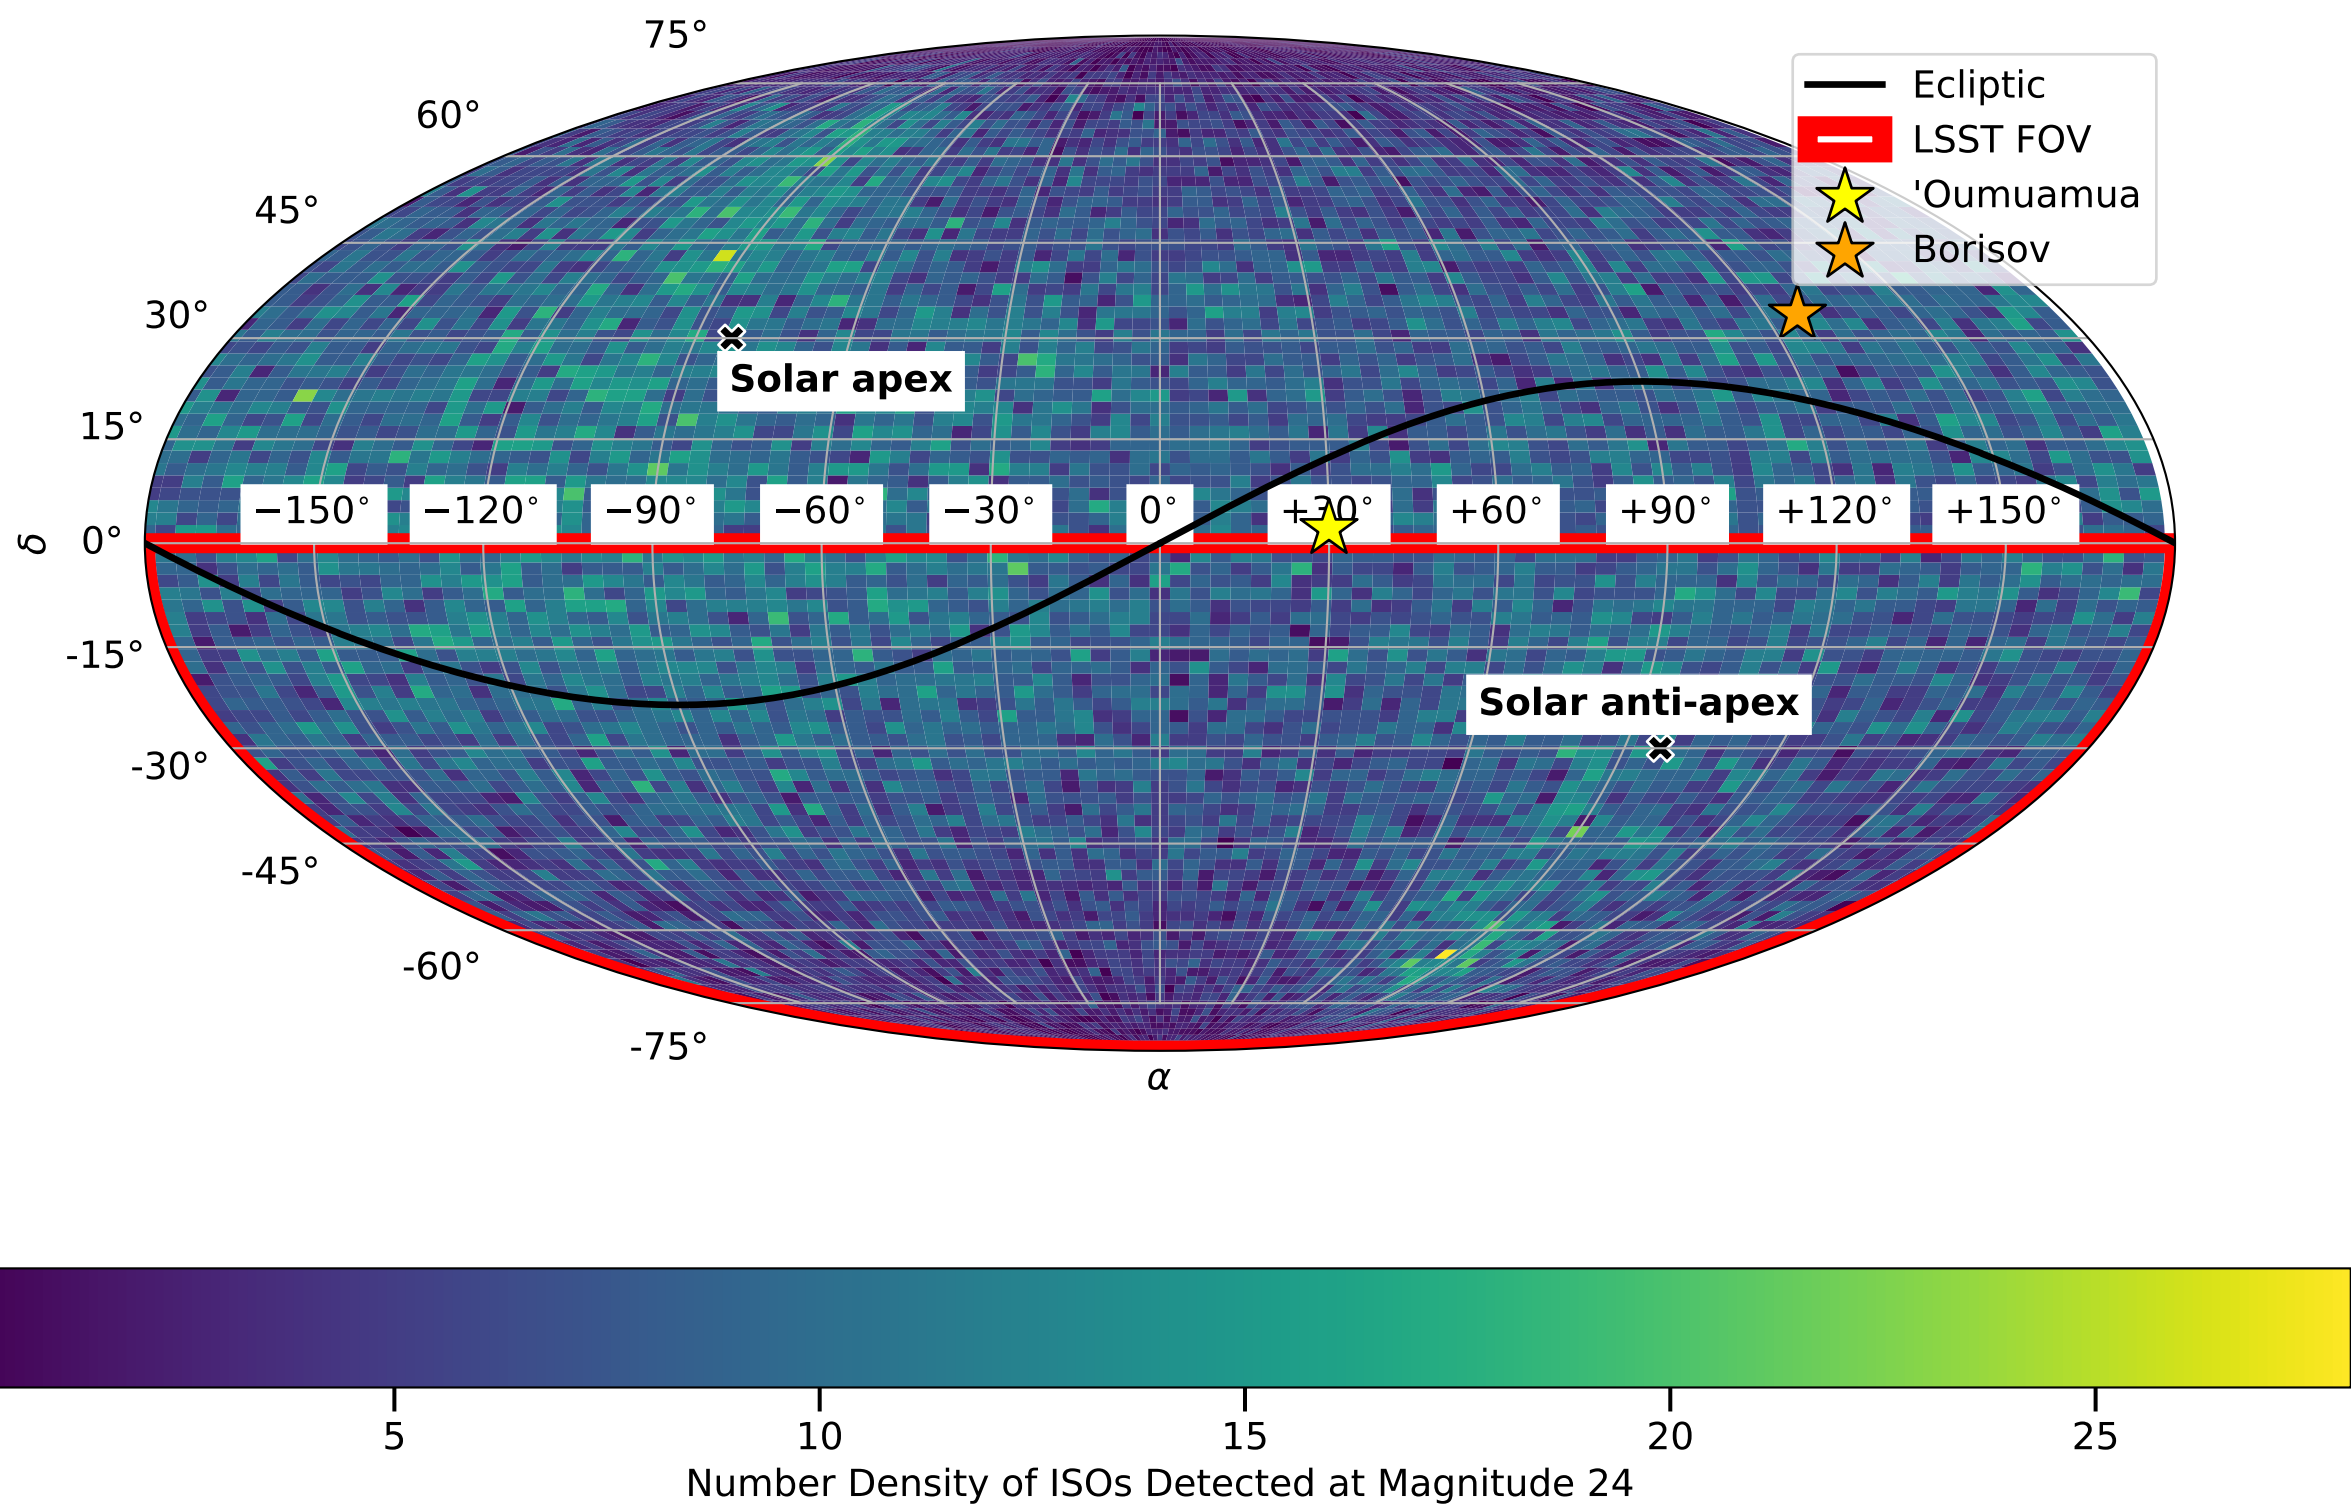 75°
60°
45°
30°
15°
0°
-15°
-30°
-45°
-60°
-75°
δ
α
−150° −120° −90° −60° −30° 0° +30° +60° +90° +120° +150°
Ecliptic
LSST FOV
'Oumuamua
Borisov
Solar apex
Solar anti-apex
5 10 15 20 25
Number Density of ISOs Detected at Magnitude 24